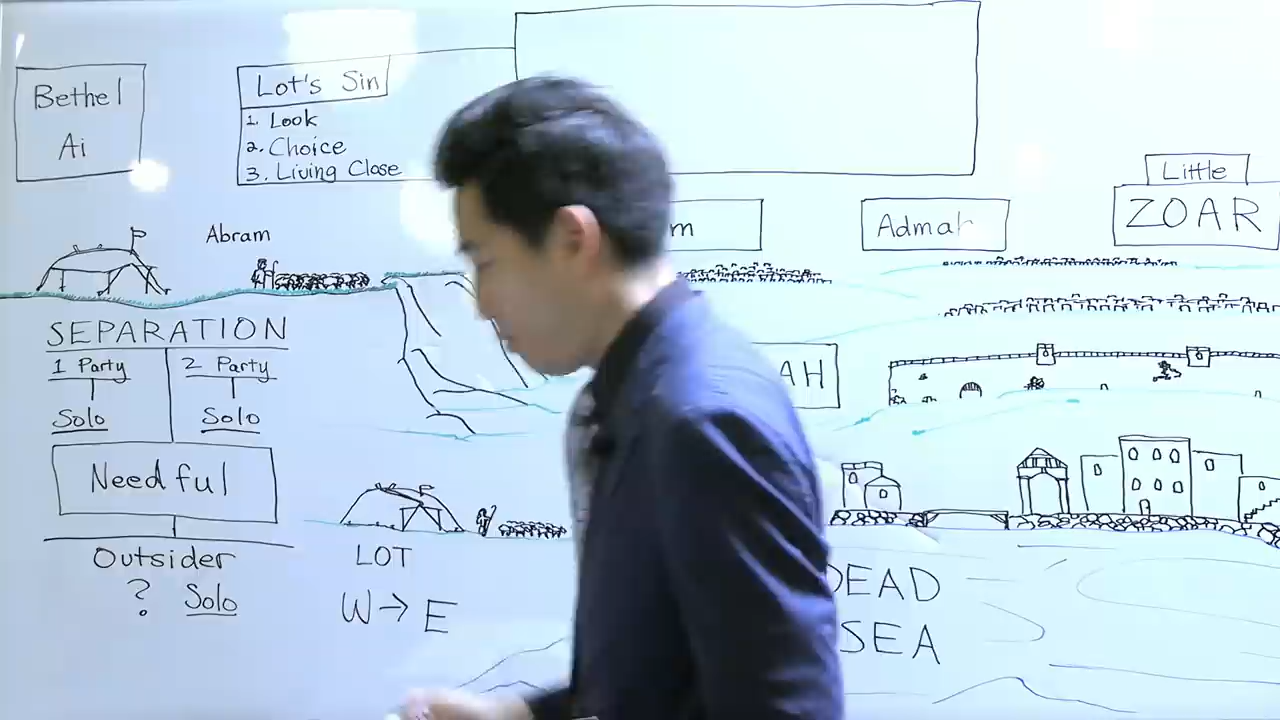 Bethel
Ai
Lot's Sin
1. Look
2. Choice
3. Living Close
Little
ZOAR
Admah
m
Abram
SEPARATION
1 Party
2 Party
Solo
Solo
Needful
Outsider
? Solo
AH
LOT
W → E
DEAD
SEA